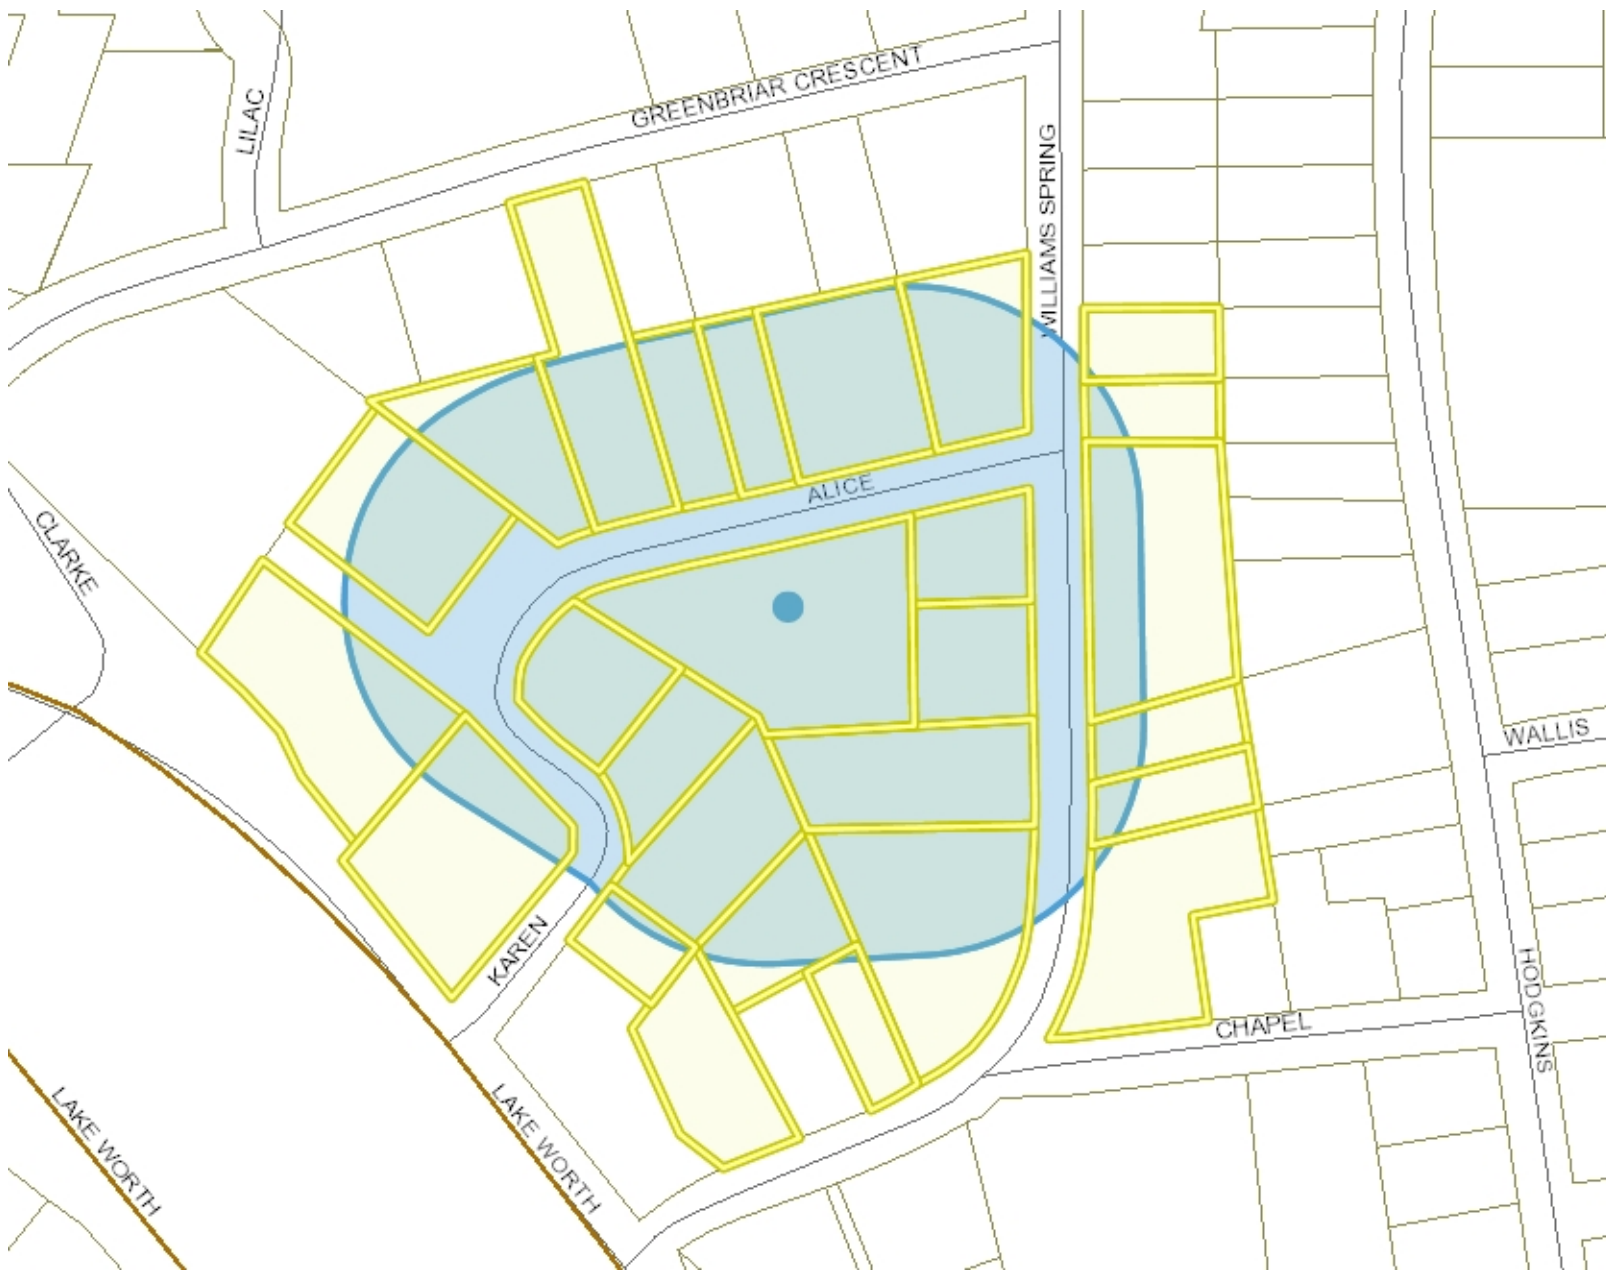 GREENBRIAR CRESCENT
LILAC
WILLIAMS SPRING
ALICE
CLARKE
WALLIS
KAREN
CHAPEL
HODGKINS
LAKE WORTH
LAKE WORTH